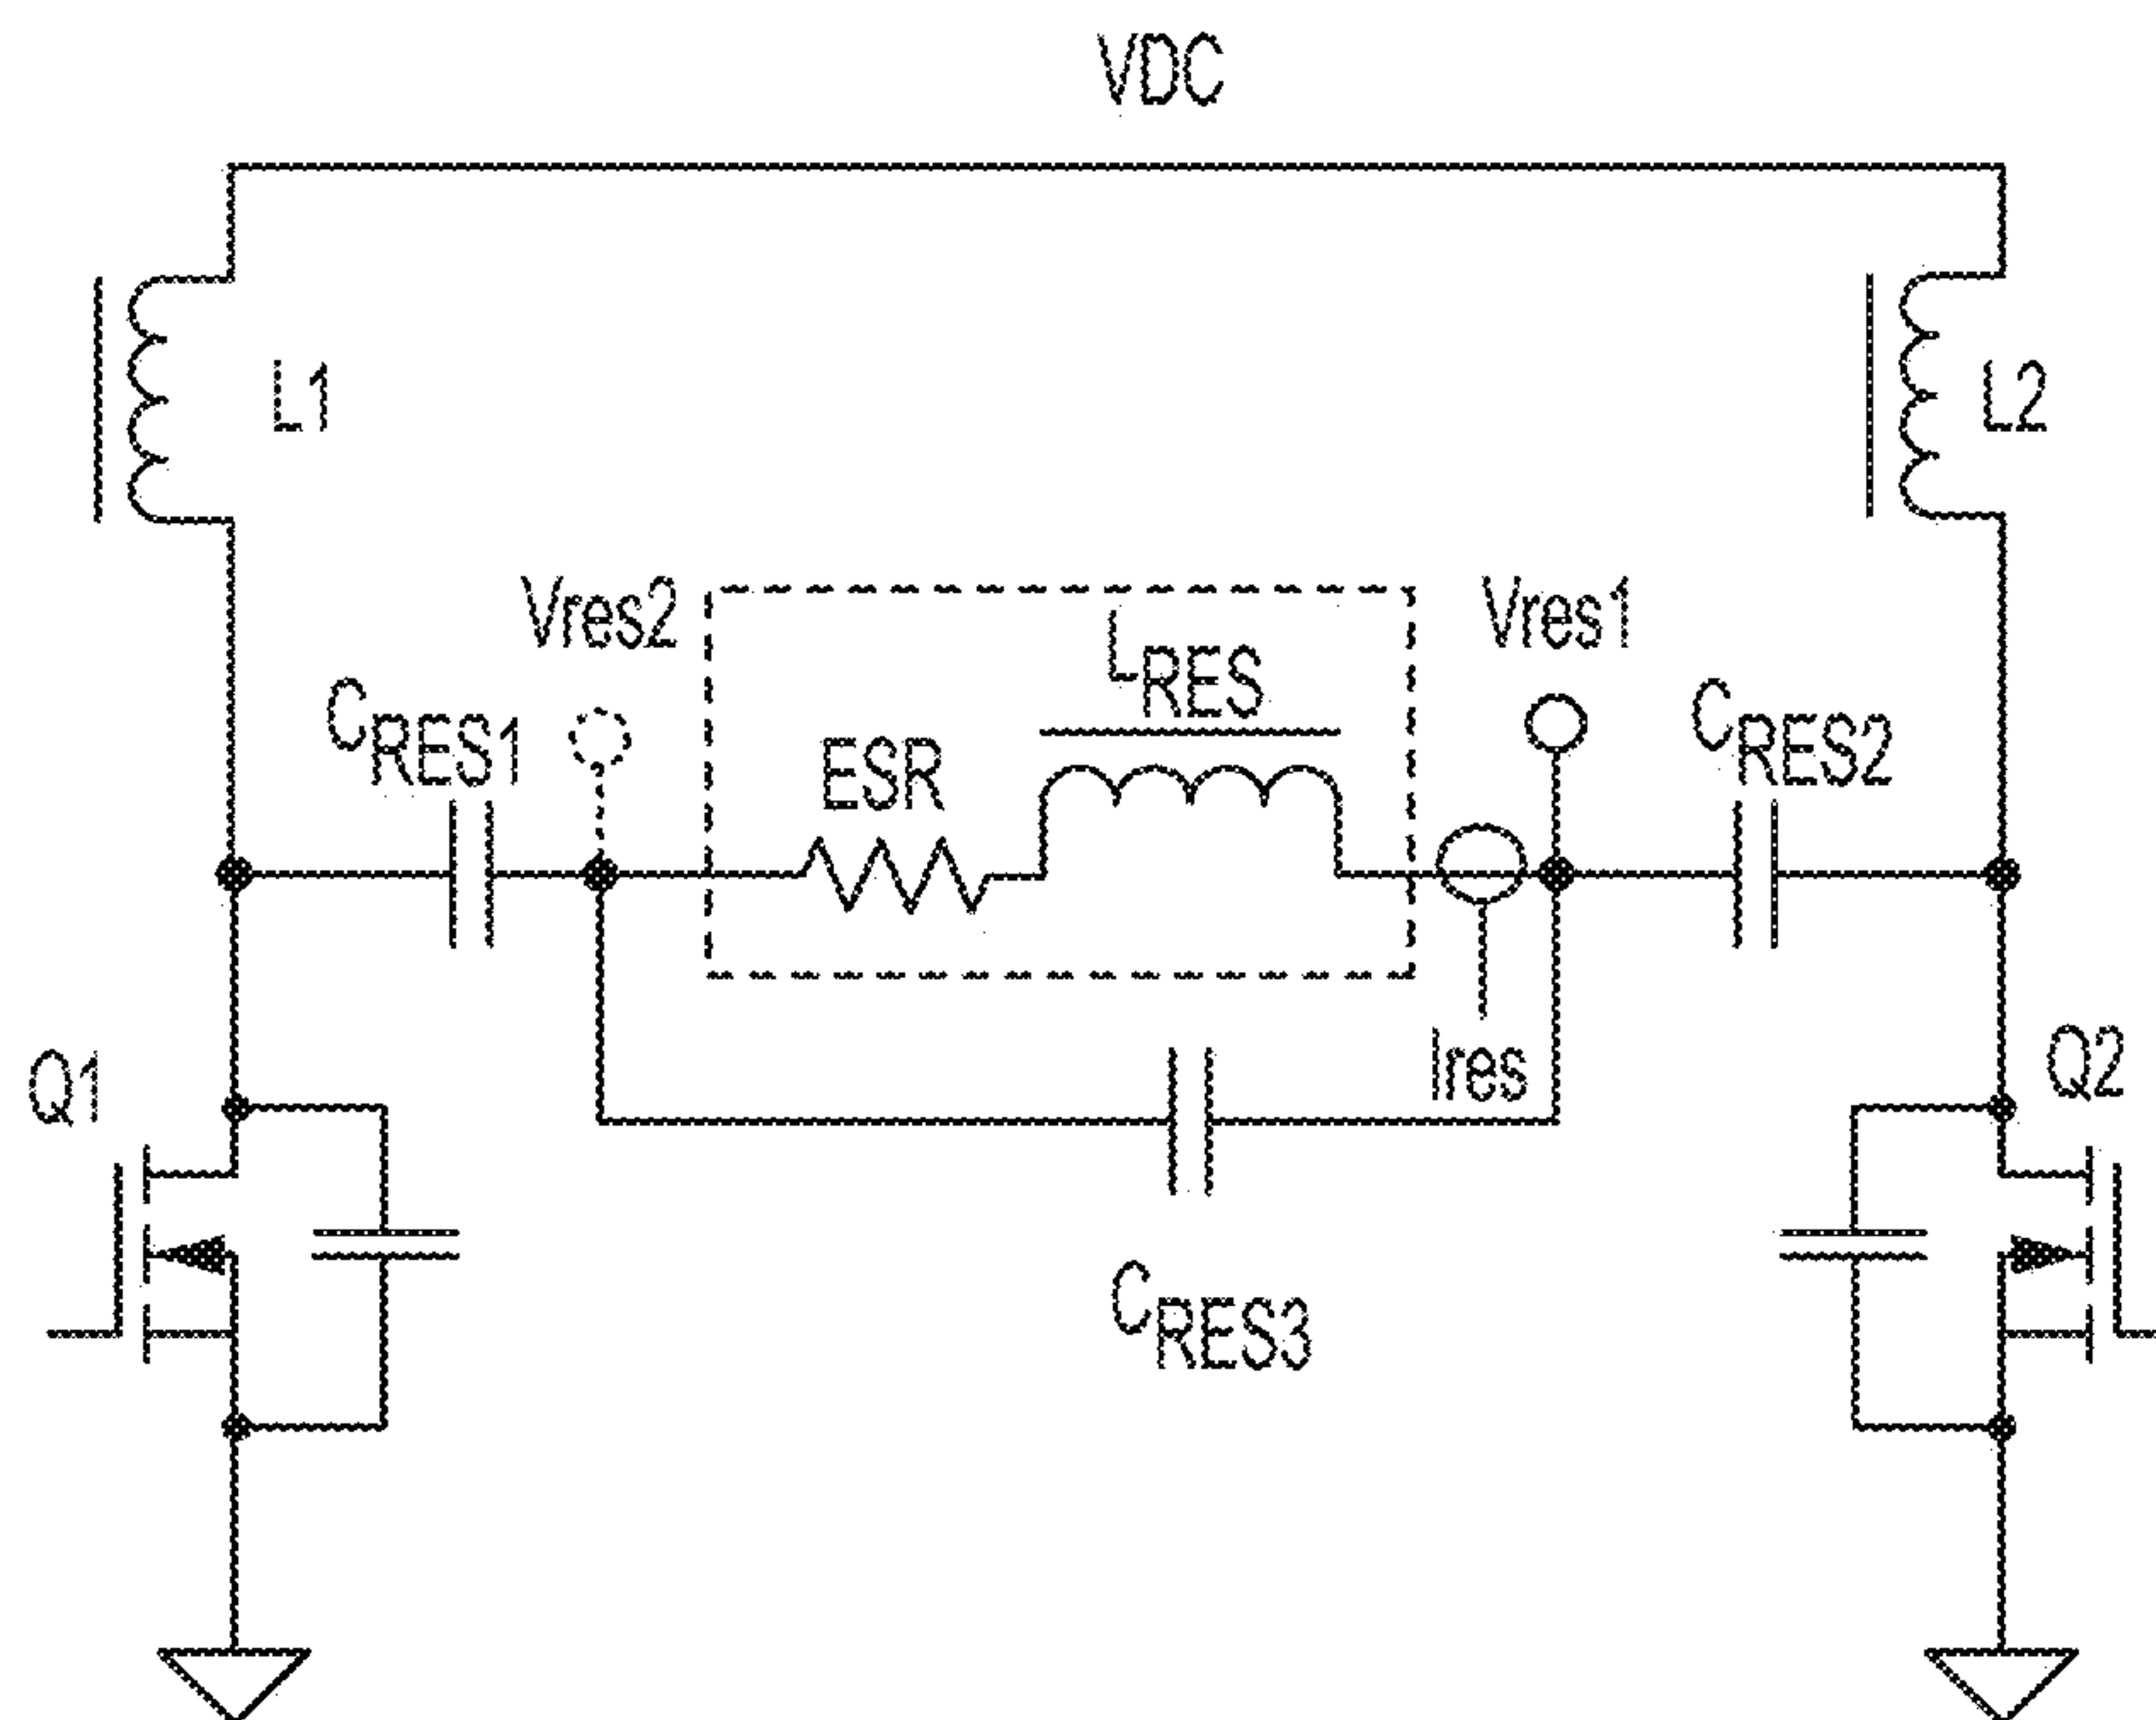 VDC
L1
L2
Vres2
Vres1
LRES
CRES1
CRES2
ESR
Ires
Q1
Q2
CRES3